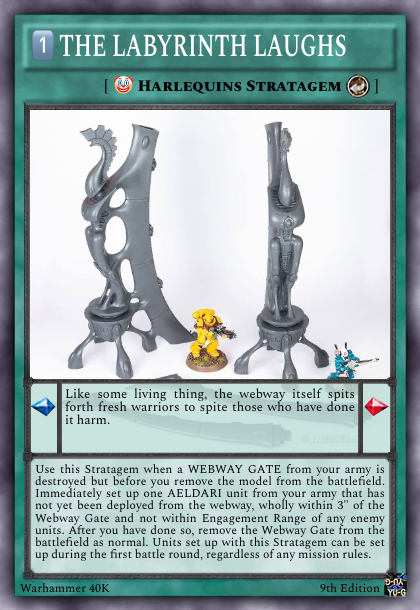 1 THE LABYRINTH LAUGHS
[ 🤡 HARLEQUINS STRATAGEM ]
Like some living thing, the webway itself spits
forth fresh warriors to spite those who have done
it harm.
Use this Stratagem when a WEBWAY GATE from your army is
destroyed but before you remove the model from the battlefield.
Immediately set up one AELDARI unit from your army that has
not yet been deployed from the webway, wholly within 3" of the
Webway Gate and not within Engagement Range of any enemy
units. After you have done so, remove the Webway Gate from the
battlefield as normal. Units set up with this Stratagem can be set
up during the first battle round, regardless of any mission rules.
Warhammer 40K
9th Edition